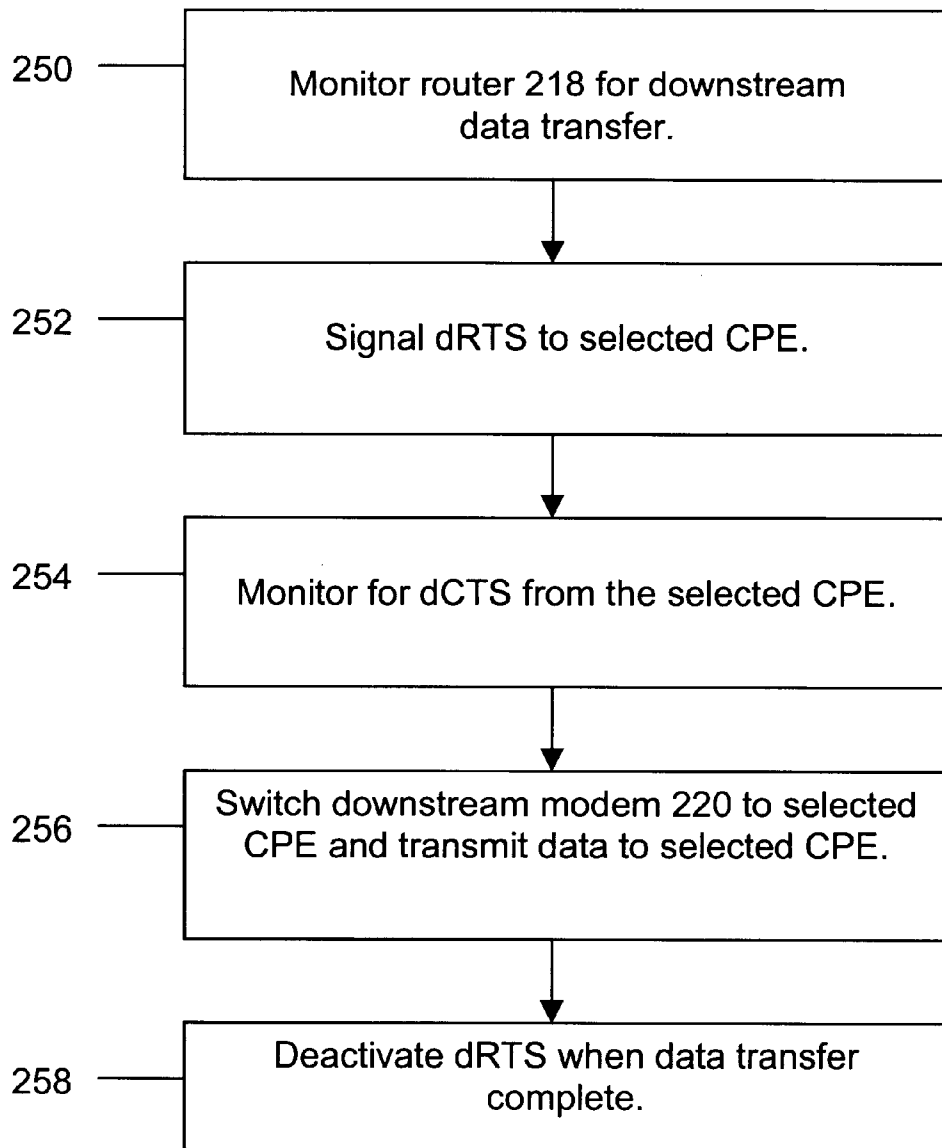 250
Monitor router 218 for downstream
data transfer.
252
Signal dRTS to selected CPE.
254
Monitor for dCTS from the selected CPE.
256
Switch downstream modem 220 to selected
CPE and transmit data to selected CPE.
258
Deactivate dRTS when data transfer
complete.